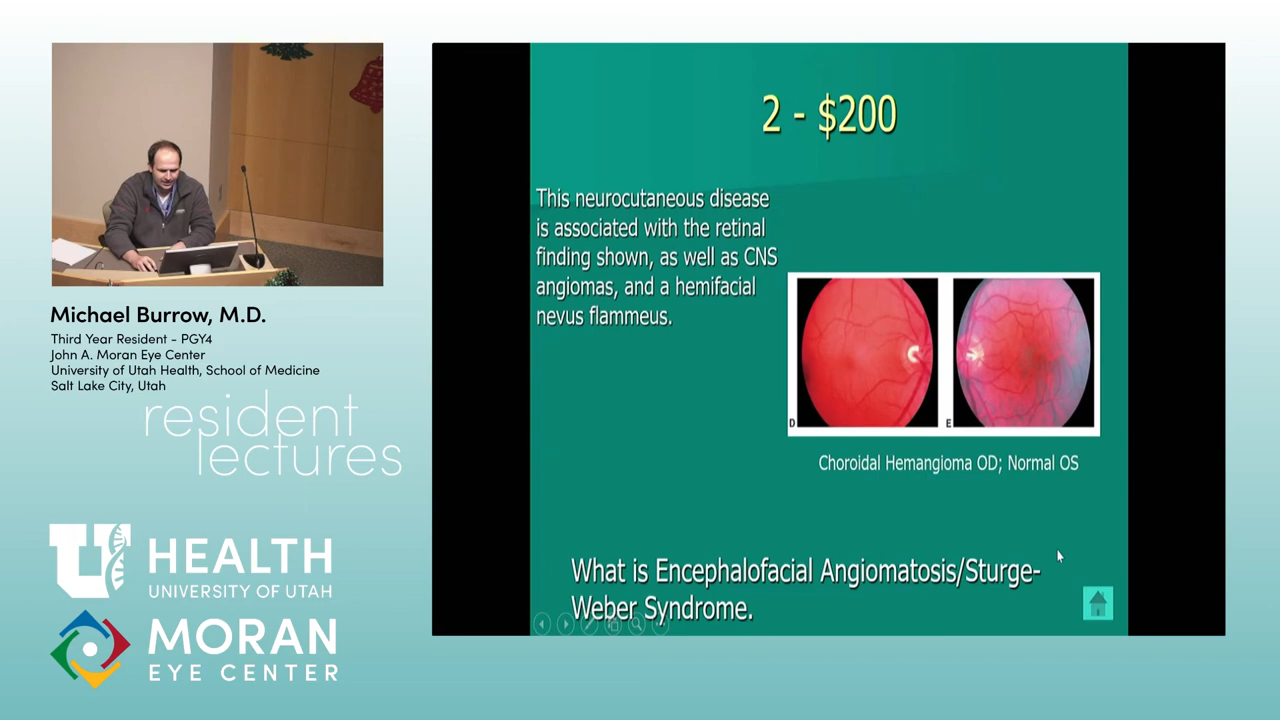 2 - $200
This neurocutaneous disease
is associated with the retinal
finding shown, as well as CNS
angiomas, and a hemifacial
nevus flammeus.
D
E
Choroidal Hemangioma OD; Normal OS
What is Encephalofacial Angiomatosis/Sturge-
Weber Syndrome.
Michael Burrow, M.D.
Third Year Resident - PGY4
John A. Moran Eye Center
University of Utah Health, School of Medicine
Salt Lake City, Utah
resident
lectures
U HEALTH
UNIVERSITY OF UTAH
MORAN
EYE CENTER